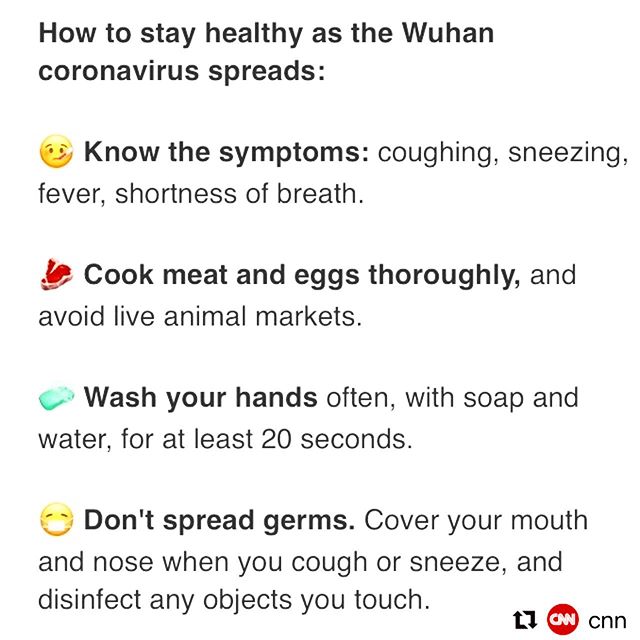 How to stay healthy as the Wuhan
coronavirus spreads:
🤒 Know the symptoms: coughing, sneezing,
fever, shortness of breath.
🥩 Cook meat and eggs thoroughly, and
avoid live animal markets.
🧼 Wash your hands often, with soap and
water, for at least 20 seconds.
😷 Don't spread germs. Cover your mouth
and nose when you cough or sneeze, and
disinfect any objects you touch.
CNN cnn